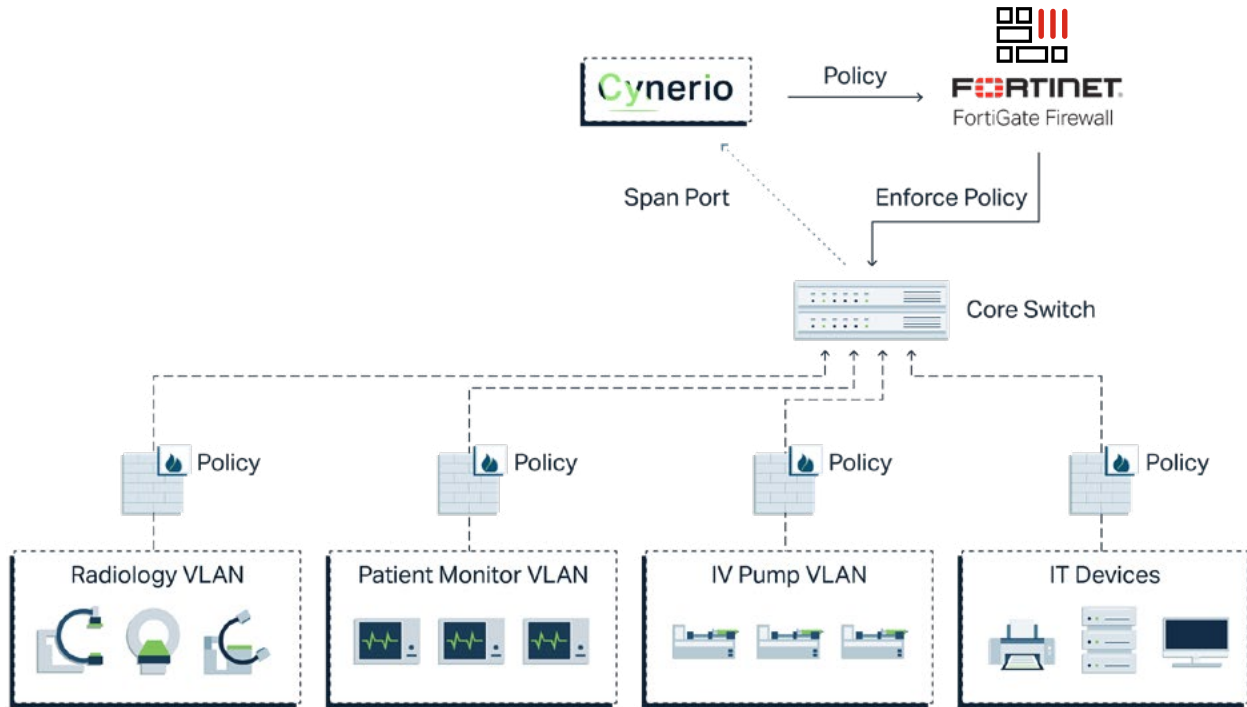 Cynerio
Policy
FORTINET®
FortiGate Firewall
Span Port
Enforce Policy
Core Switch
Policy
Policy
Policy
Policy
Radiology VLAN
Patient Monitor VLAN
IV Pump VLAN
IT Devices